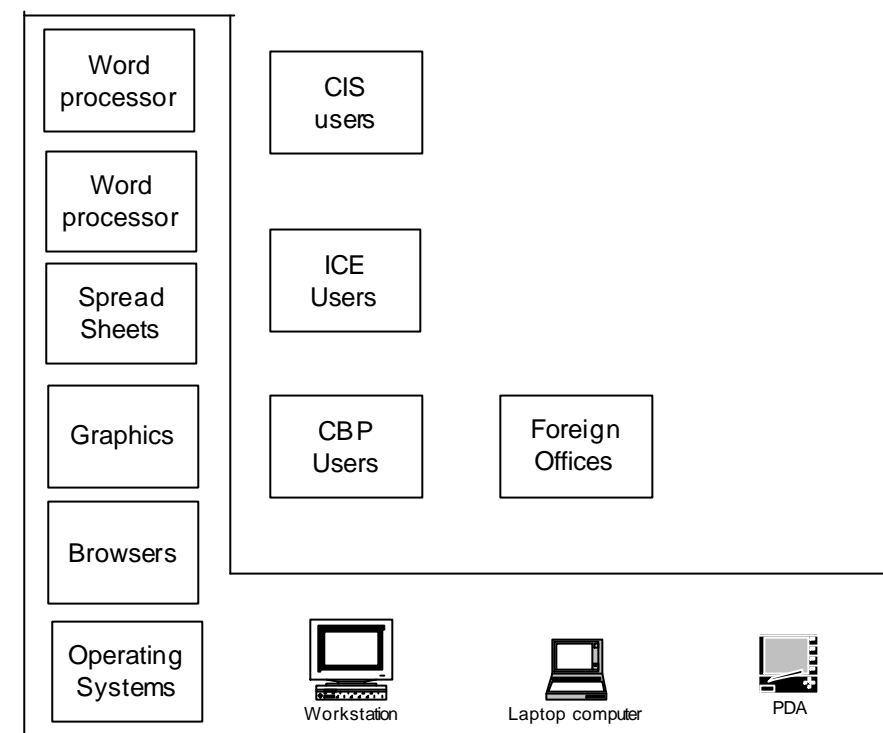 Word
processor
Word
processor
Spread
Sheets
Graphics
Browsers
Operating
Systems
CIS
users
ICE
Users
CBP
Users
Foreign
Offices
Workstation
Laptop computer
PDA